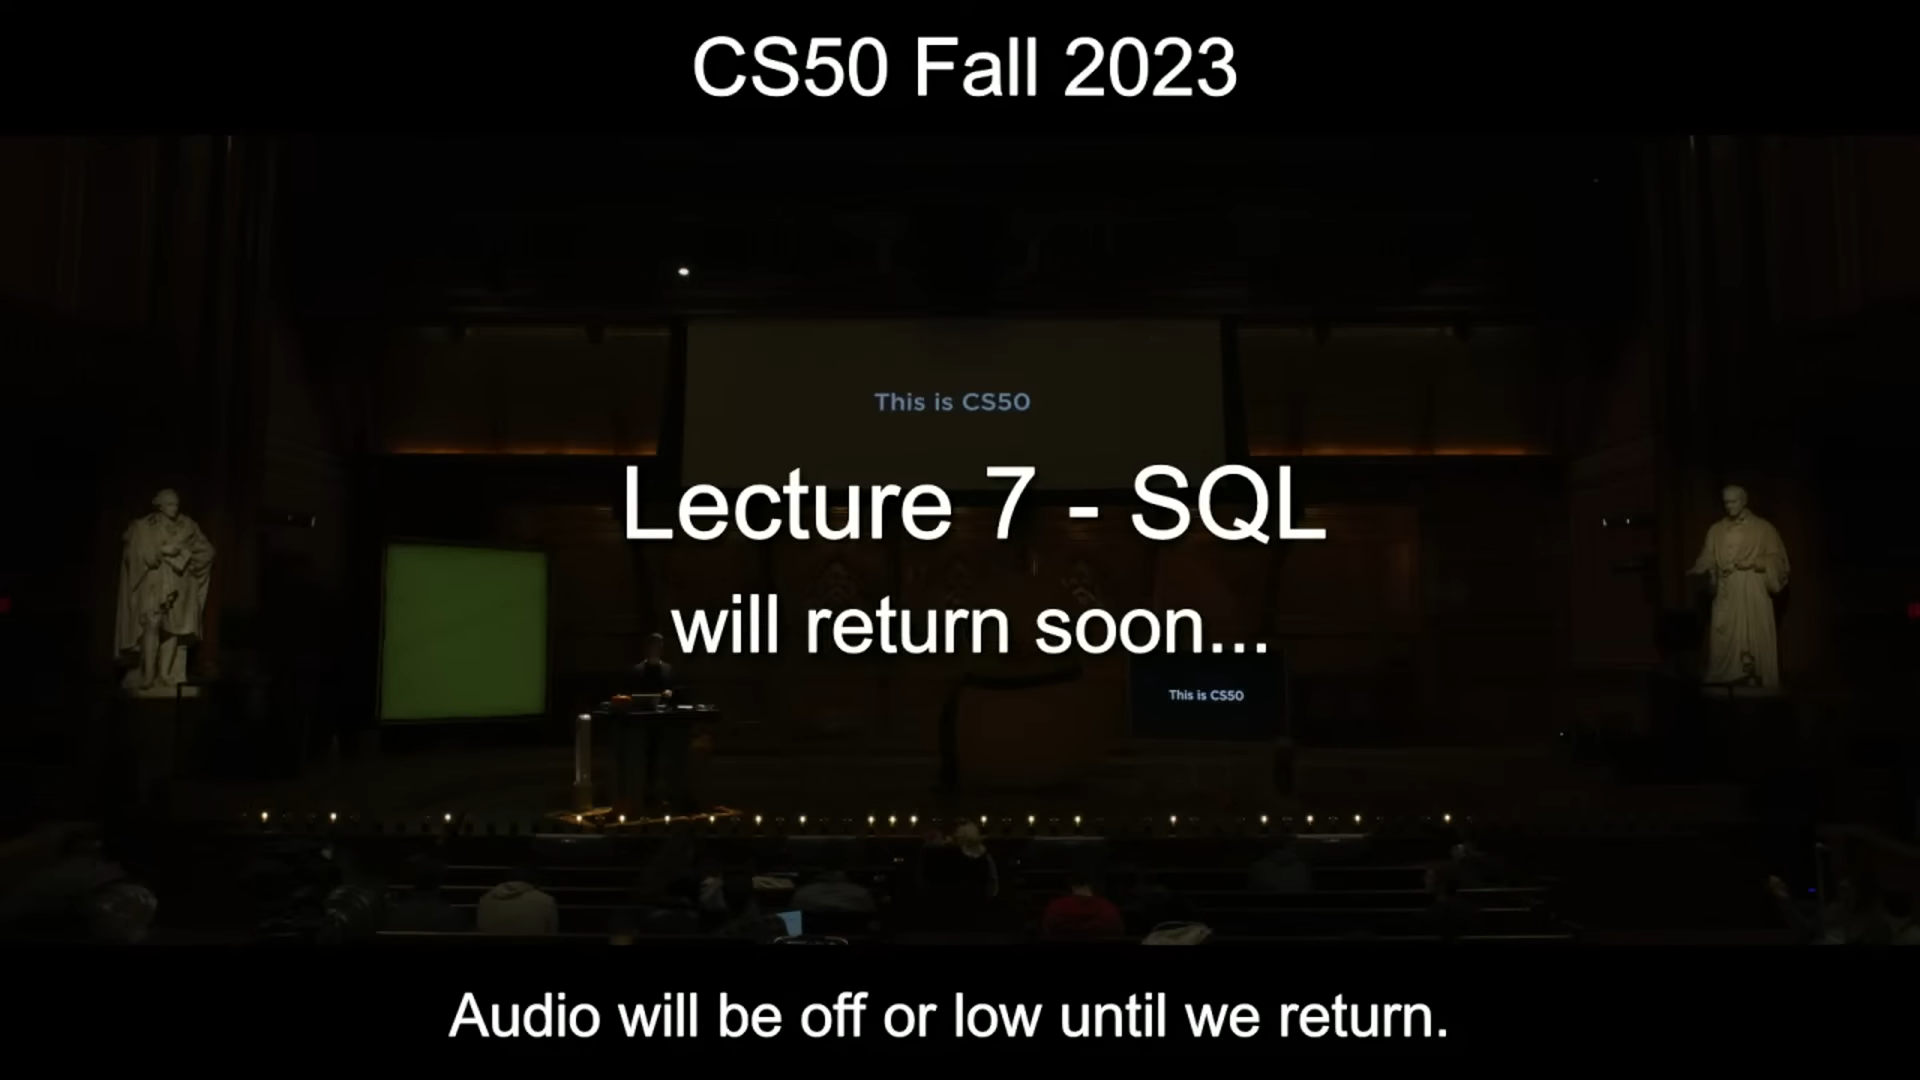 CS50 Fall 2023
This is CS50
Lecture 7 - SQL
will return soon...
This is CS50
Audio will be off or low until we return.